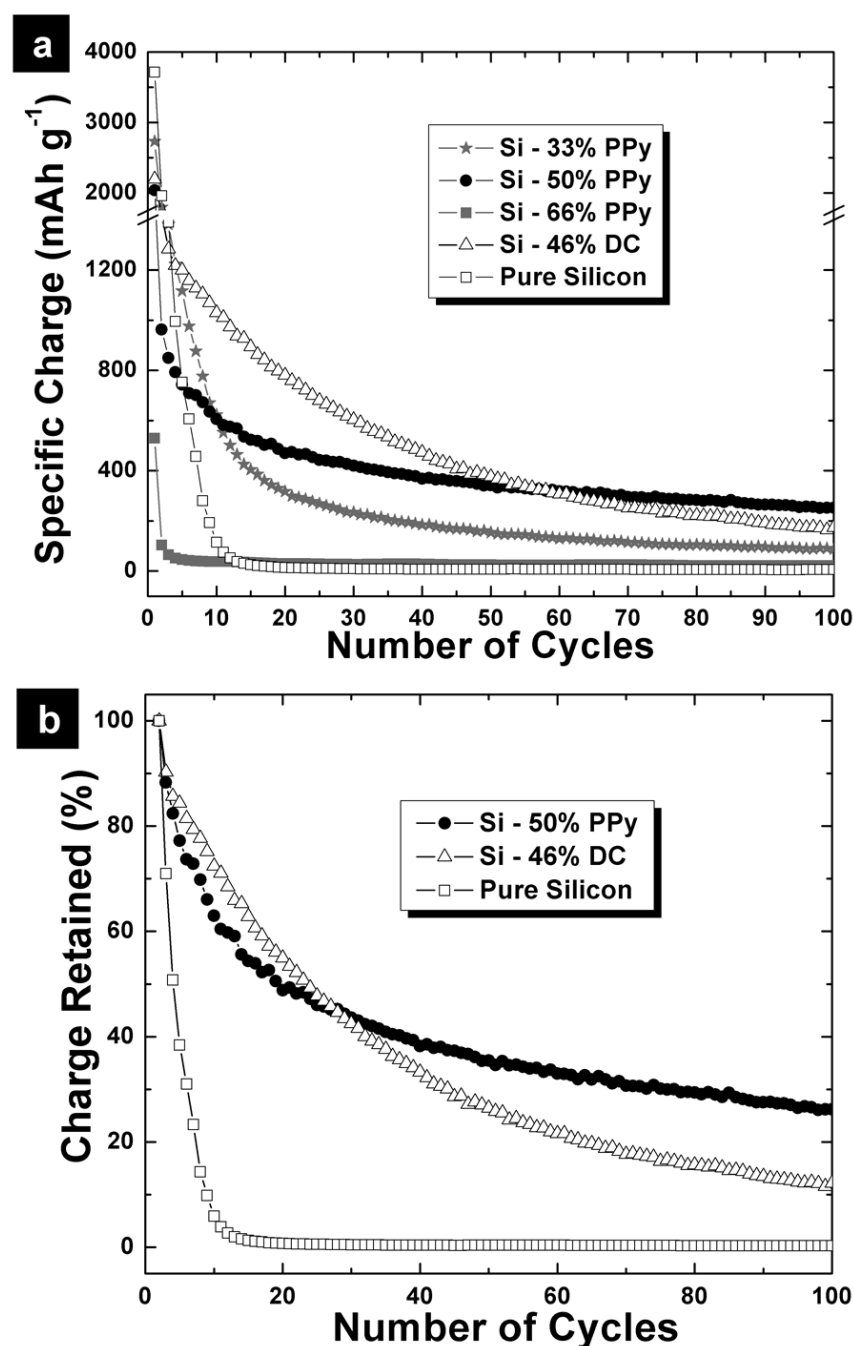 a
4000
3000
2000
1200
800
400
0
Specific Charge (mAh g⁻¹)
Si - 33% PPy
Si - 50% PPy
Si - 66% PPy
Si - 46% DC
Pure Silicon
0 10 20 30 40 50 60 70 80 90 100
Number of Cycles
b
100
80
60
40
20
0
Charge Retained (%)
Si - 50% PPy
Si - 46% DC
Pure Silicon
0 20 40 60 80 100
Number of Cycles